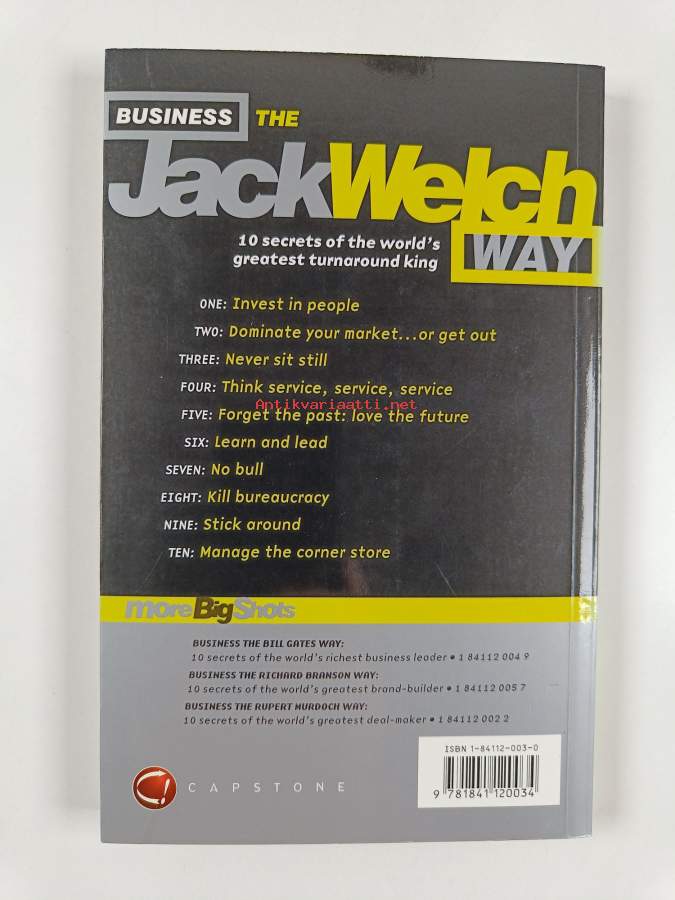 BUSINESS THE
JackWelch
WAY
10 secrets of the world's
greatest turnaround king
ONE: Invest in people
TWO: Dominate your market...or get out
THREE: Never sit still
FOUR: Think service, service, service
Antikvariaatti.net
FIVE: Forget the past: love the future
SIX: Learn and lead
SEVEN: No bull
EIGHT: Kill bureaucracy
NINE: Stick around
TEN: Manage the corner store
moreBigShots
BUSINESS THE BILL GATES WAY:
10 secrets of the world's richest business leader • 1 84112 004 9
BUSINESS THE RICHARD BRANSON WAY:
10 secrets of the world's greatest brand-builder • 1 84112 005 7
BUSINESS THE RUPERT MURDOCH WAY:
10 secrets of the world's greatest deal-maker • 1 84112 002 2
ISBN 1-84112-003-0
9 781841 120034
CAPSTONE